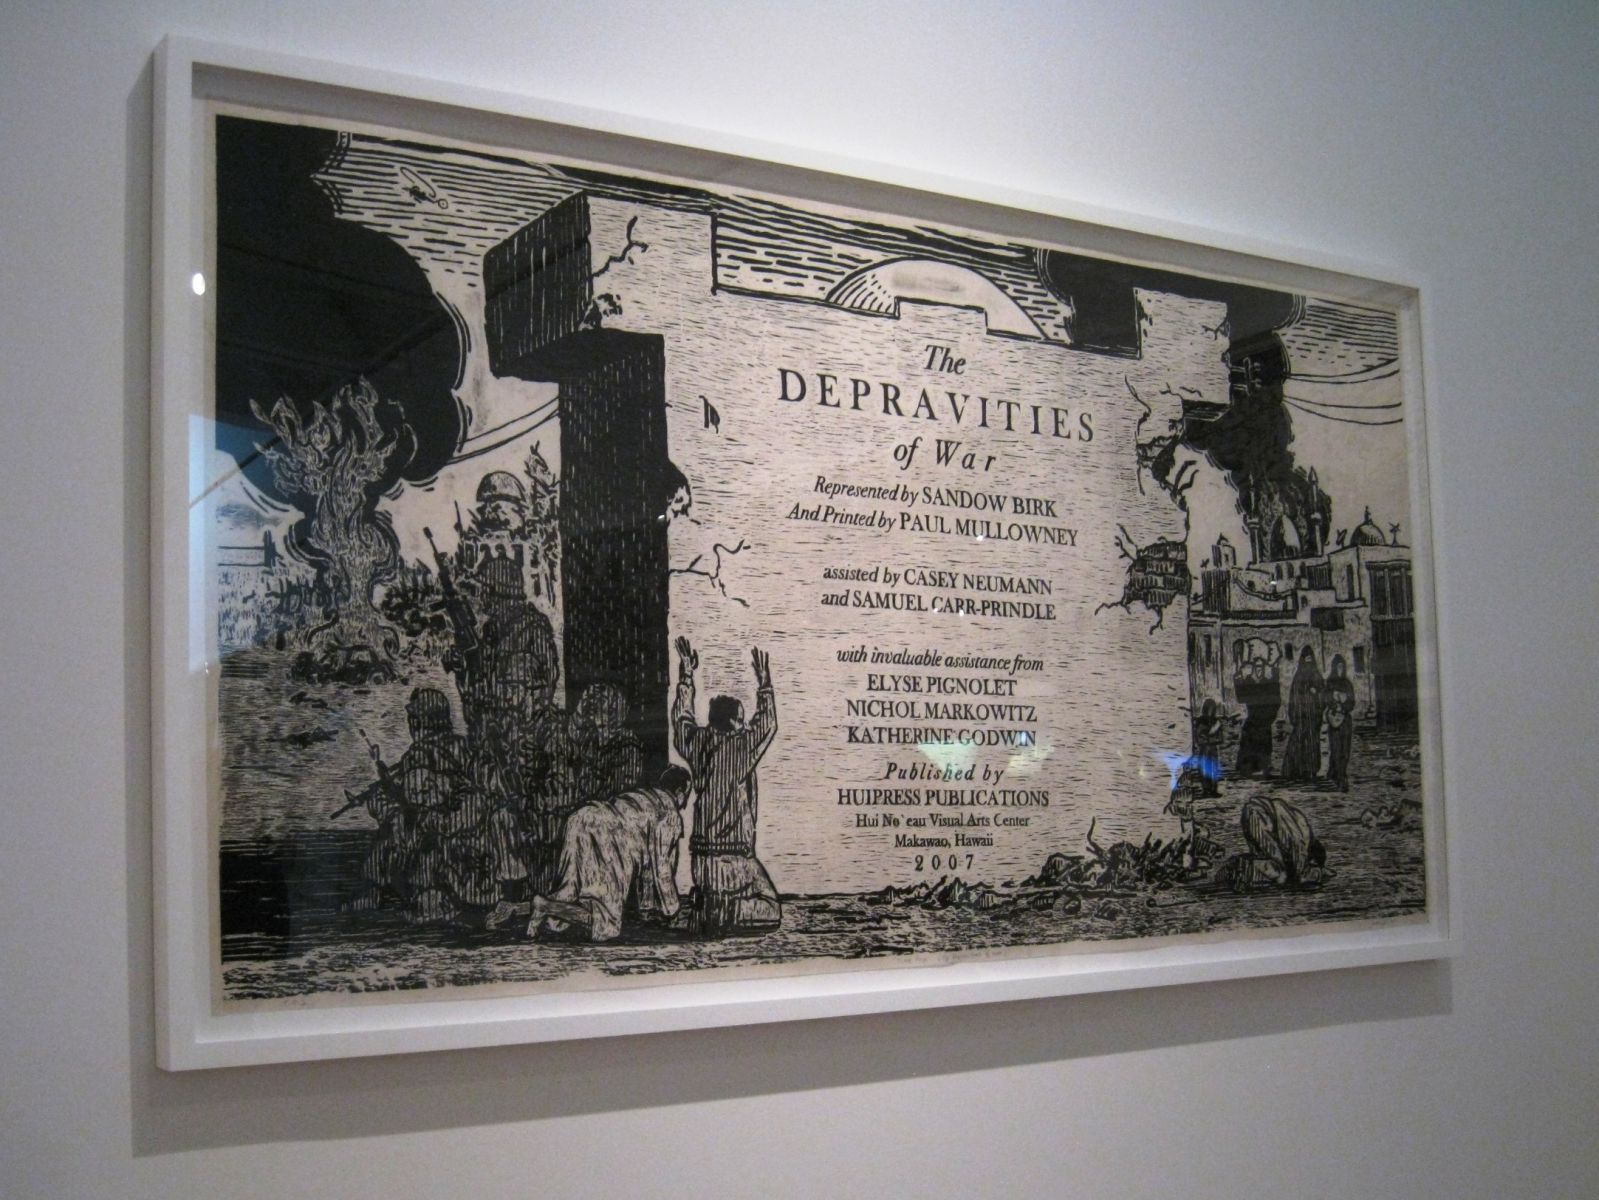 The
DEPRAVITIES
of War
Represented by SANDOW BIRK
And Printed by PAUL MULLOWNEY
assisted by CASEY NEUMANN
and SAMUEL CARR-PRINDLE
with invaluable assistance from
ELYSE PIGNOLET
NICHOL MARKOWITZ
KATHERINE GODWIN
Published by
HUIPRESS PUBLICATIONS
Hui No`eau Visual Arts Center
Makawao, Hawaii
2007